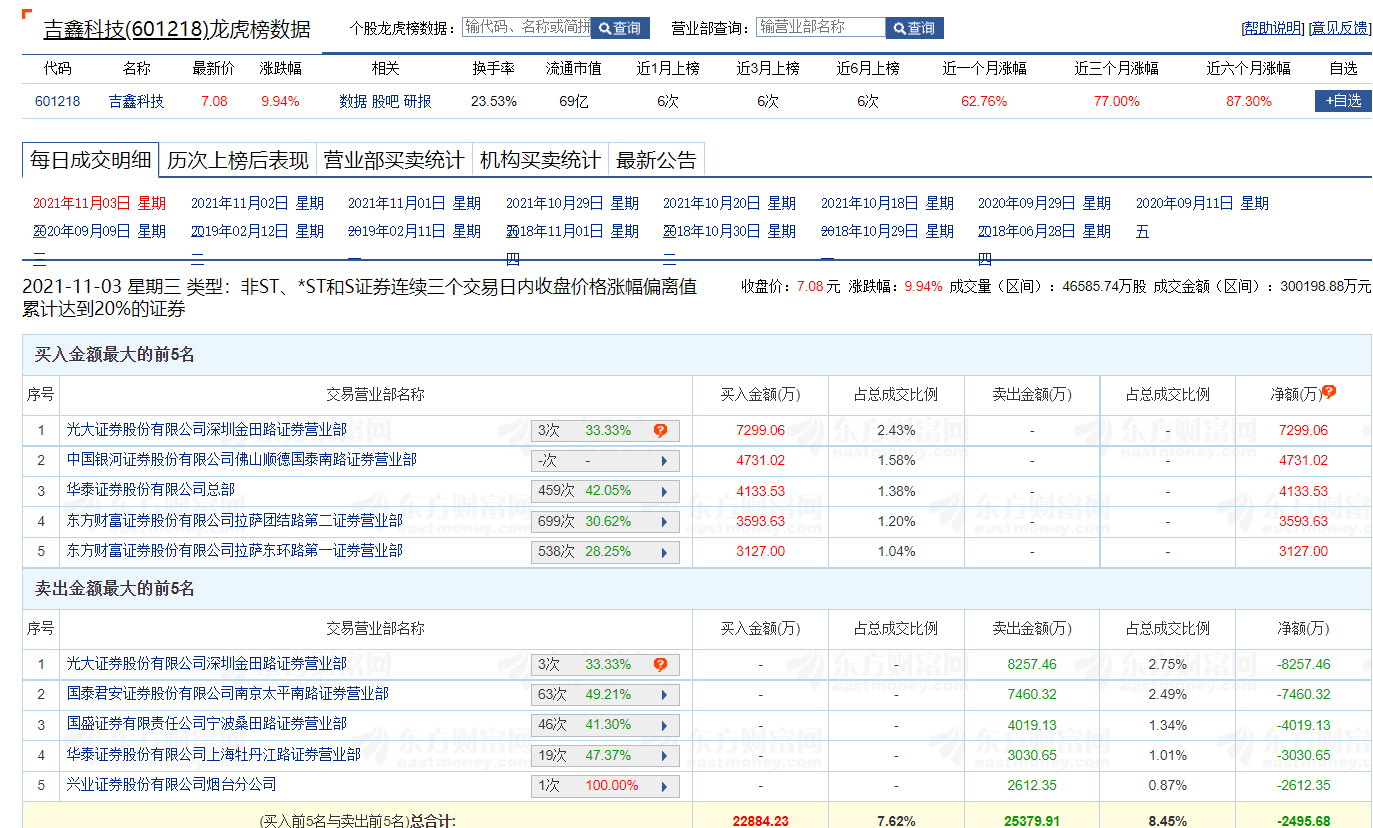 吉鑫科技(601218)龙虎榜数据 个股龙虎榜数据： 输代码、名称或简拼 查询 营业部查询： 输营业部名称 查询 [帮助说明] [意见反馈]
代码 名称 最新价 涨跌幅 相关 换手率 流通市值 近1月上榜 近3月上榜 近6月上榜 近一个月涨幅 近三个月涨幅 近六个月涨幅 自选
601218 吉鑫科技 7.08 9.94% 数据 股吧 研报 23.53% 69亿 6次 6次 6次 62.76% 77.00% 87.30% +自选
每日成交明细 历次上榜后表现 营业部买卖统计 机构买卖统计 最新公告
2021年11月03日 星期 2021年11月02日 星期 2021年11月01日 星期 2021年10月29日 星期 2021年10月20日 星期 2021年10月18日 星期 2020年09月29日 星期 2020年09月11日 星期
2020年09月09日 星期 2019年02月12日 星期 2019年02月11日 星期 2018年11月01日 星期 2018年10月30日 星期 2018年10月29日 星期 2018年06月28日 星期 五
三 二 一 四 二 一 四
2021-11-03 星期三 类型：非ST、*ST和S证券连续三个交易日内收盘价格涨幅偏离值 收盘价：7.08 元 涨跌幅：9.94% 成交量（区间）：46585.74万股 成交金额（区间）：300198.88万元
累计达到20%的证券
买入金额最大的前5名
序号 交易营业部名称 买入金额(万) 占总成交比例 卖出金额(万) 占总成交比例 净额(万)
1 光大证券股份有限公司深圳金田路证券营业部 3次 33.33% 7299.06 2.43% - - 7299.06
2 中国银河证券股份有限公司佛山顺德国泰南路证券营业部 -次 - 4731.02 1.58% - - 4731.02
3 华泰证券股份有限公司总部 459次 42.05% 4133.53 1.38% - - 4133.53
4 东方财富证券股份有限公司拉萨团结路第二证券营业部 699次 30.62% 3593.63 1.20% - - 3593.63
5 东方财富证券股份有限公司拉萨东环路第一证券营业部 538次 28.25% 3127.00 1.04% - - 3127.00
卖出金额最大的前5名
序号 交易营业部名称 买入金额(万) 占总成交比例 卖出金额(万) 占总成交比例 净额(万)
1 光大证券股份有限公司深圳金田路证券营业部 3次 33.33% - - 8257.46 2.75% -8257.46
2 国泰君安证券股份有限公司南京太平南路证券营业部 63次 49.21% - - 7460.32 2.49% -7460.32
3 国盛证券有限责任公司宁波桑田路证券营业部 46次 41.30% - - 4019.13 1.34% -4019.13
4 华泰证券股份有限公司上海牡丹江路证券营业部 19次 47.37% - - 3030.65 1.01% -3030.65
5 兴业证券股份有限公司烟台分公司 1次 100.00% - - 2612.35 0.87% -2612.35
(买入前5名与卖出前5名)总合计: 22884.23 7.62% 25379.91 8.45% -2495.68